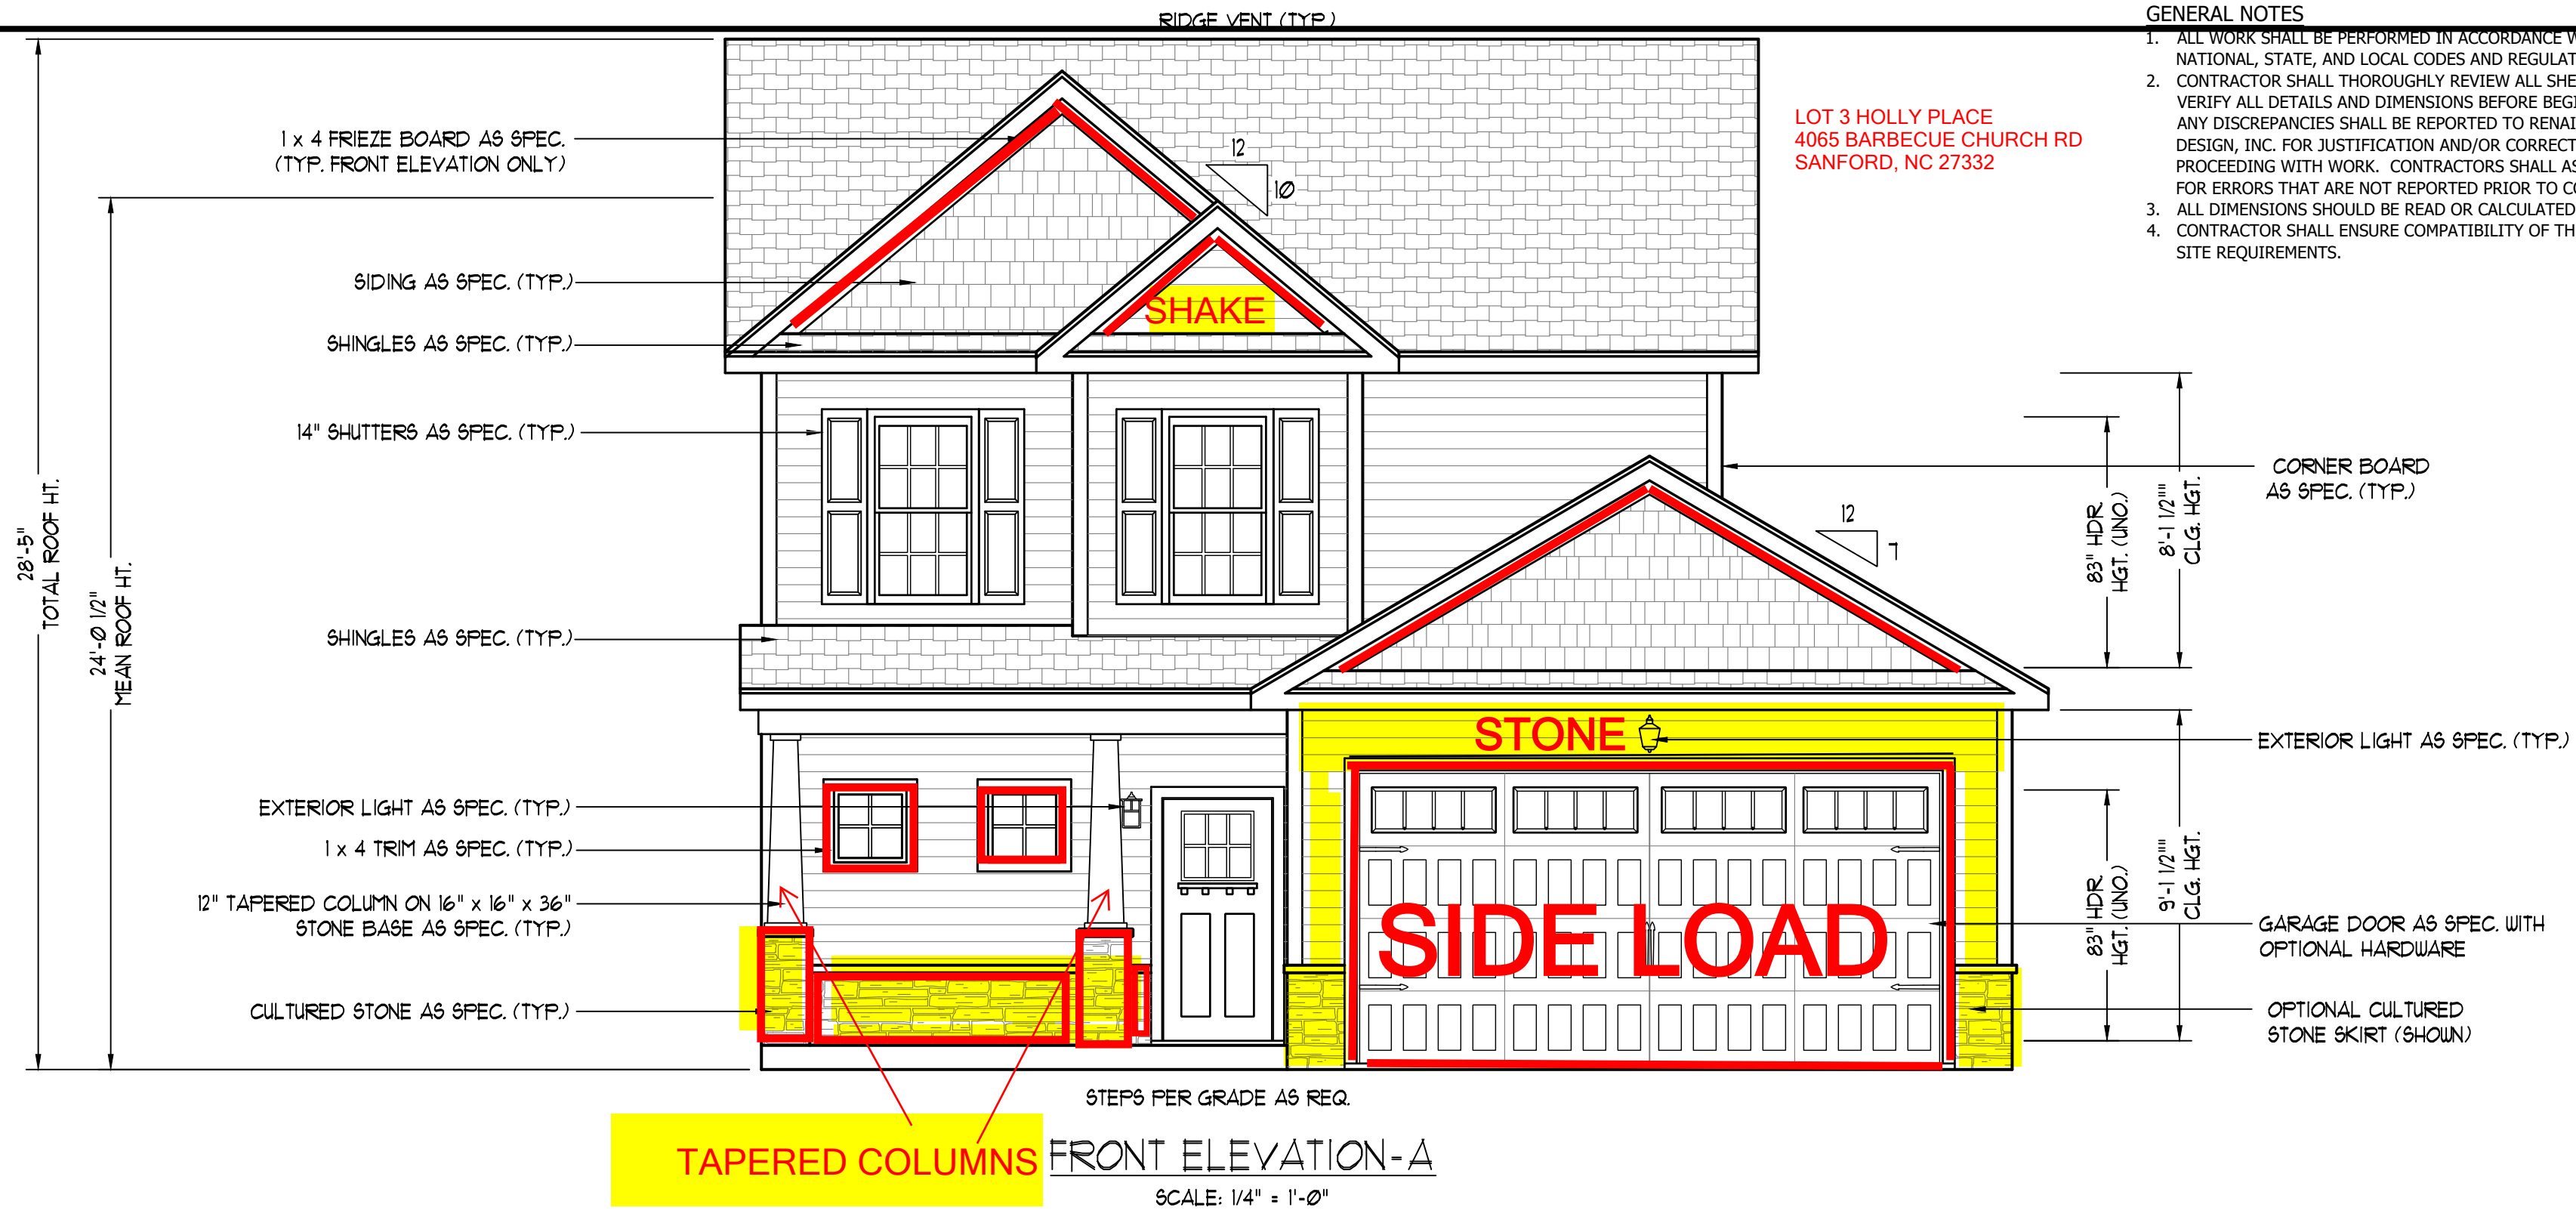 RIDGE VENT (TYP.)
GENERAL NOTES
1. ALL WORK SHALL BE PERFORMED IN ACCORDANCE
NATIONAL, STATE, AND LOCAL CODES AND
2. CONTRACTOR SHALL THOROUGHLY REVIEW ALL
VERIFY ALL DETAILS AND DIMENSIONS BEFORE
ANY DISCREPANCIES SHALL BE REPORTED TO
DESIGN, INC. FOR JUSTIFICATION AND/OR
PROCEEDING WITH WORK. CONTRACTORS SHALL
FOR ERRORS THAT ARE NOT REPORTED PRIOR TO
3. ALL DIMENSIONS SHOULD BE READ OR CALCULATED
4. CONTRACTOR SHALL ENSURE COMPATIBILITY OF
SITE REQUIREMENTS.
LOT 3 HOLLY PLACE
4065 BARBECUE CHURCH RD
SANFORD, NC 27332
1 x 4 FRIEZE BOARD AS SPEC.
(TYP. FRONT ELEVATION ONLY)
12
10
SIDING AS SPEC. (TYP.)
SHAKE
SHINGLES AS SPEC. (TYP.)
14" SHUTTERS AS SPEC. (TYP.)
CORNER BOARD
AS SPEC. (TYP.)
28'-5"
TOTAL ROOF HT.
24'-0 1/2"
MEAN ROOF HT.
12
7
83" HDR.
HGT. (UNO.)
8'-1 1/2"
CLG. HGT.
SHINGLES AS SPEC. (TYP.)
STONE
EXTERIOR LIGHT AS SPEC. (TYP.)
EXTERIOR LIGHT AS SPEC. (TYP.)
1 x 4 TRIM AS SPEC. (TYP.)
12" TAPERED COLUMN ON 16" x 16" x 36"
STONE BASE AS SPEC. (TYP.)
SIDE LOAD
83" HDR.
HGT. (UNO.)
9'-1 1/2"
CLG. HGT.
GARAGE DOOR AS SPEC. WITH
OPTIONAL HARDWARE
CULTURED STONE AS SPEC. (TYP.)
OPTIONAL CULTURED
STONE SKIRT (SHOWN)
STEPS PER GRADE AS REQ.
TAPERED COLUMNS
FRONT ELEVATION-A
SCALE: 1/4" = 1'-0"